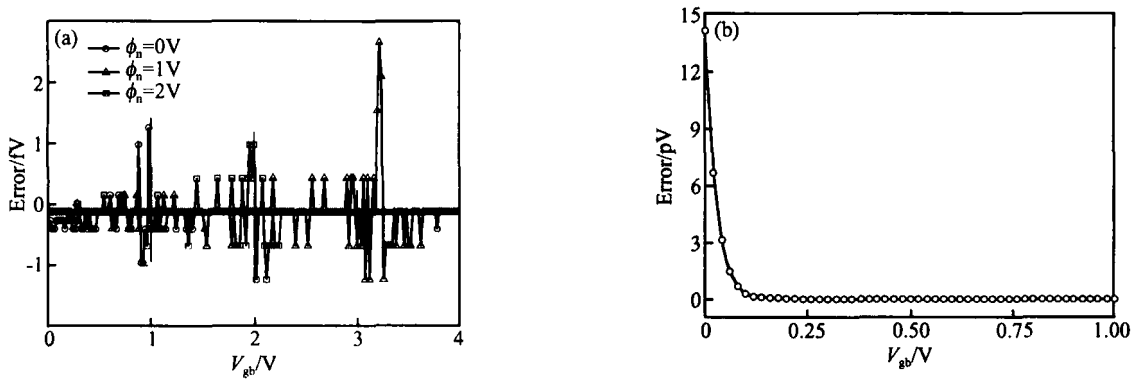 (a)
ϕn=0V
ϕn=1V
ϕn=2V
2
1
0
-1
Error/fV
0
1
2
3
4
Vgb/V
(b)
15
12
9
6
3
0
Error/pV
0
0.25
0.50
0.75
1.00
Vgb/V